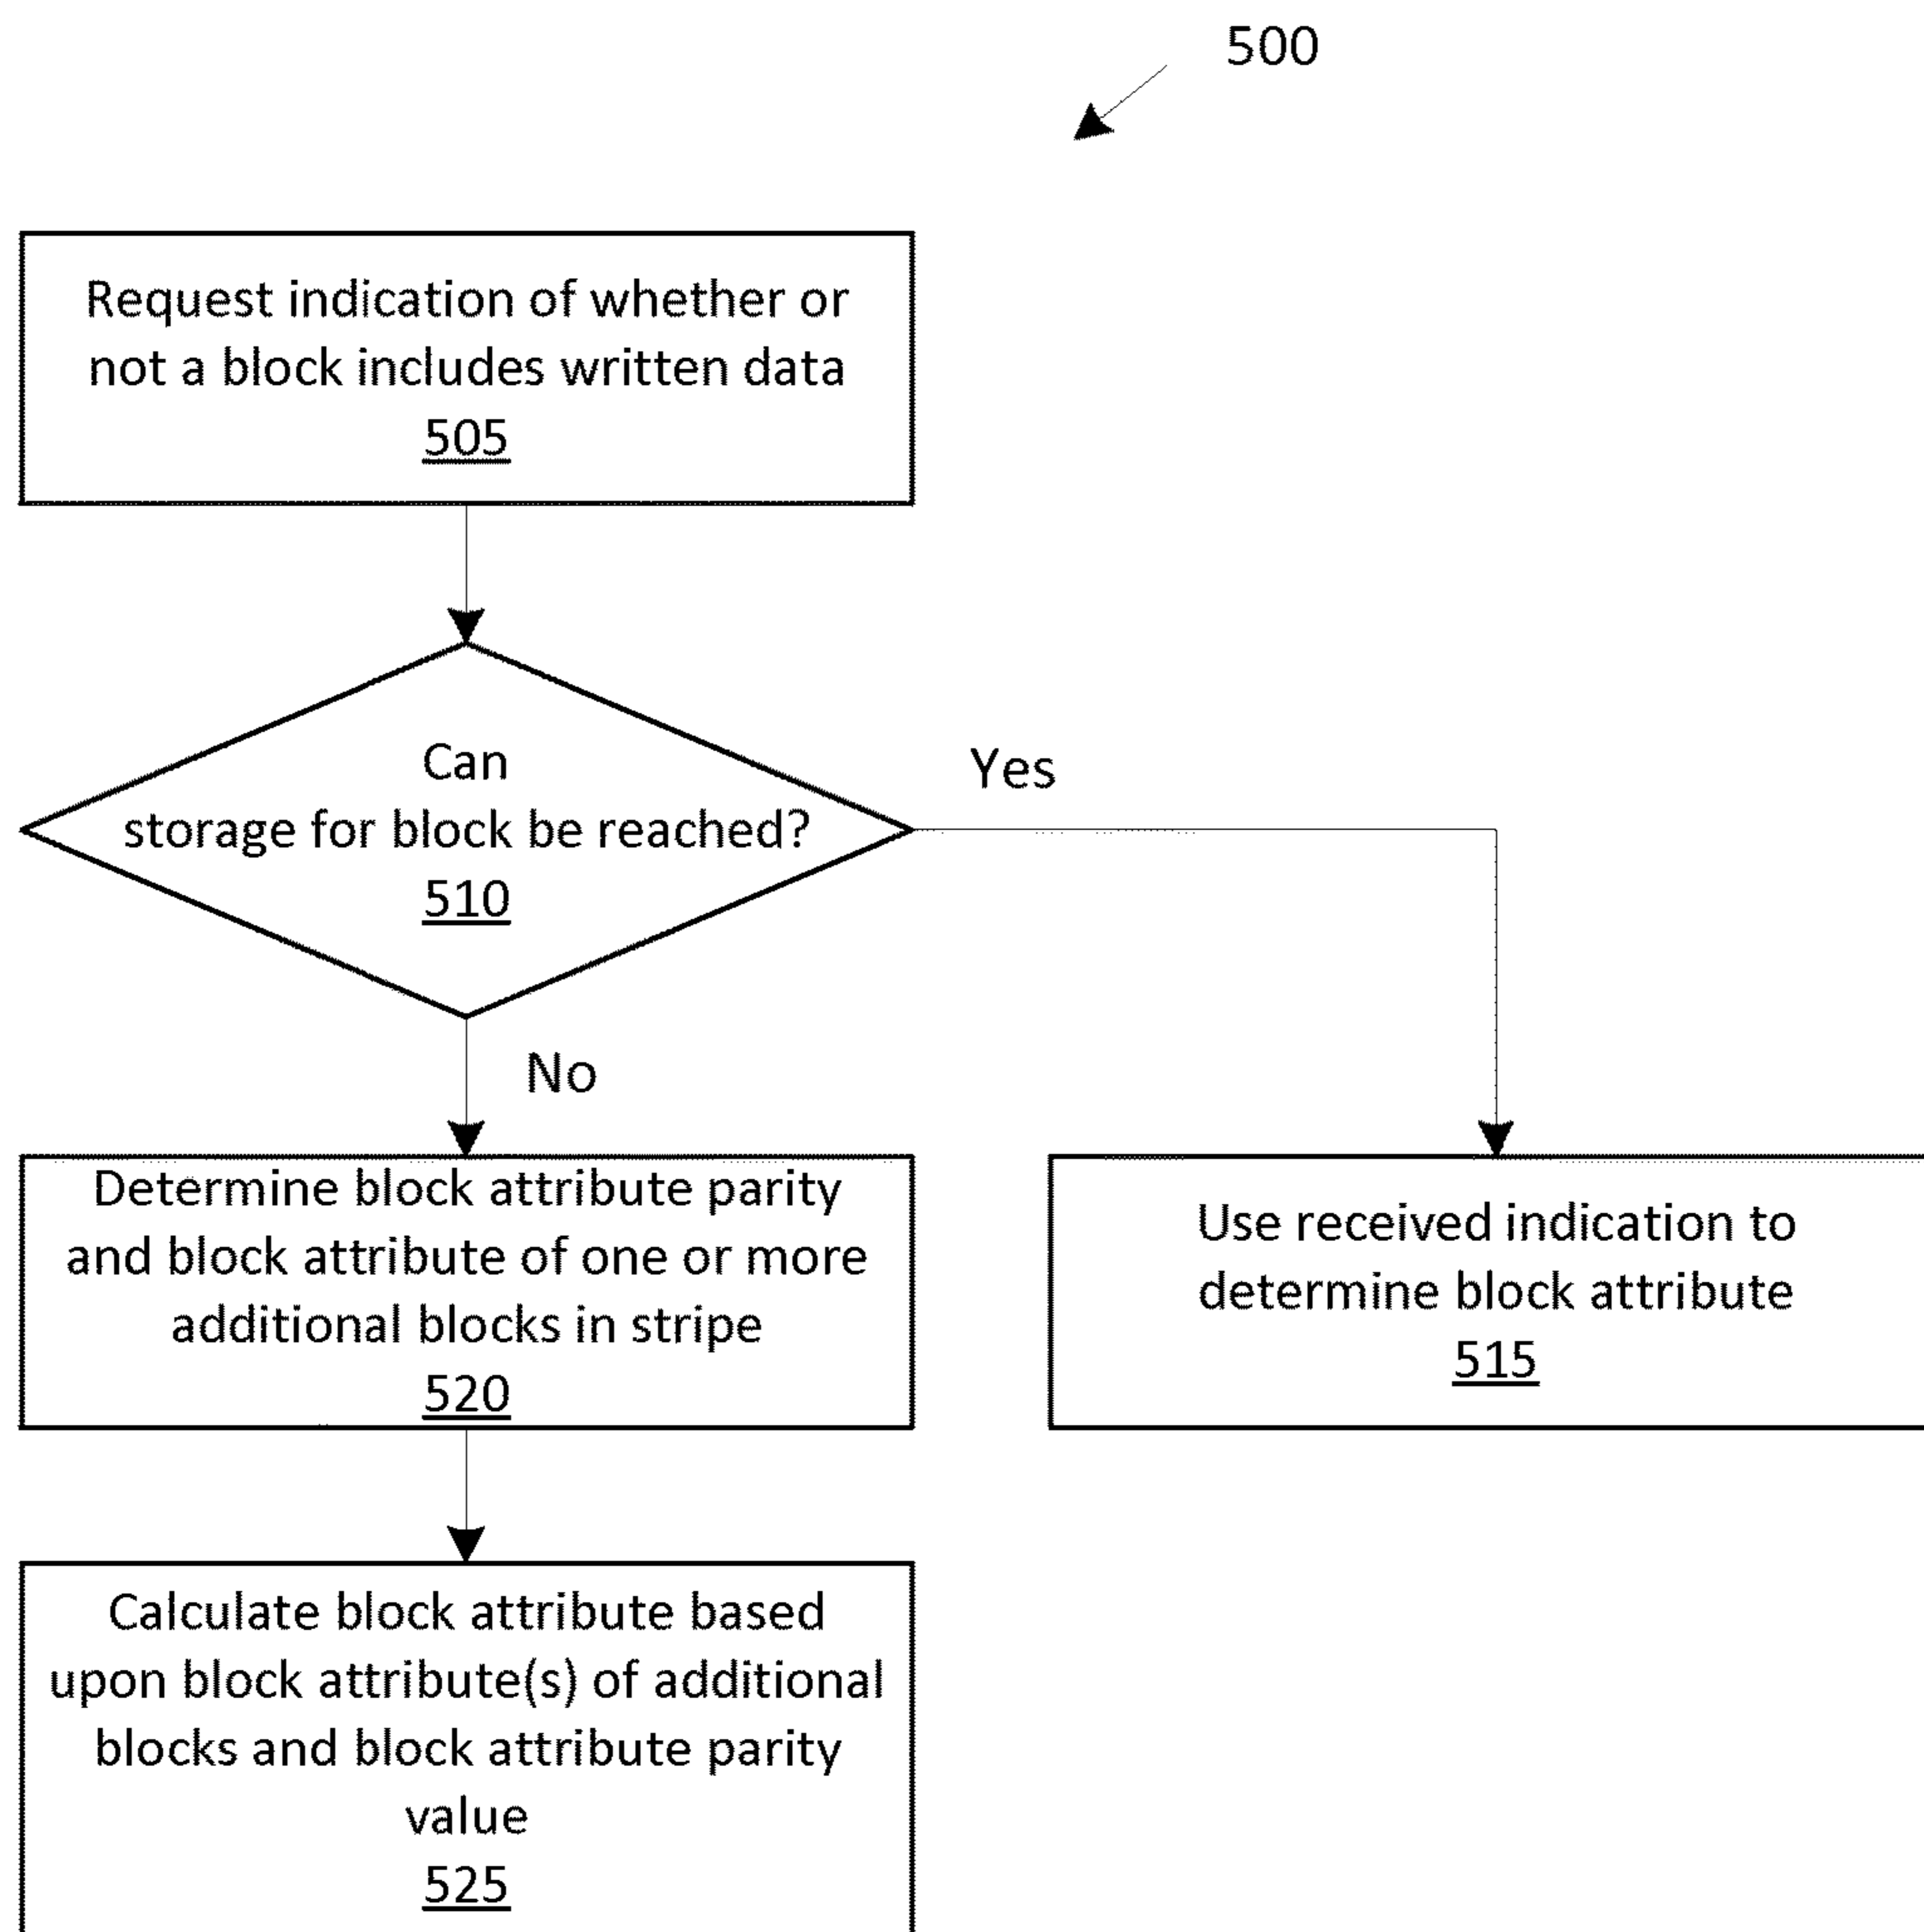 500
Request indication of whether or
not a block includes written data
505
Can
storage for block be reached?
510
Yes
No
Determine block attribute parity
and block attribute of one or more
additional blocks in stripe
520
Use received indication to
determine block attribute
515
Calculate block attribute based
upon block attribute(s) of additional
blocks and block attribute parity
value
525